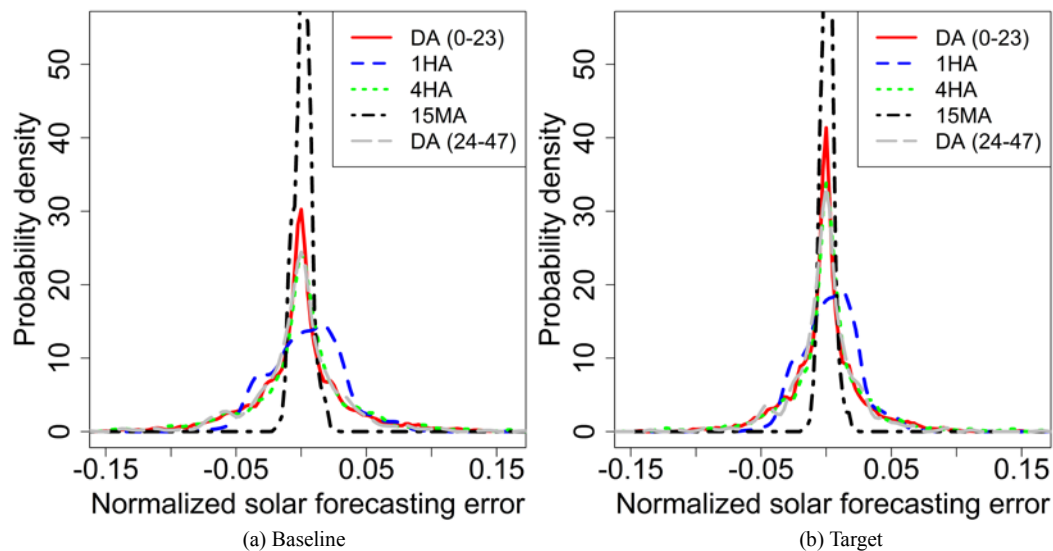 Probability density
0 10 20 30 40 50
DA (0-23)
1HA
4HA
15MA
DA (24-47)
-0.15 -0.05 0.05 0.15
Normalized solar forecasting error
(a) Baseline
Probability density
0 10 20 30 40 50
DA (0-23)
1HA
4HA
15MA
DA (24-47)
-0.15 -0.05 0.05 0.15
Normalized solar forecasting error
(b) Target